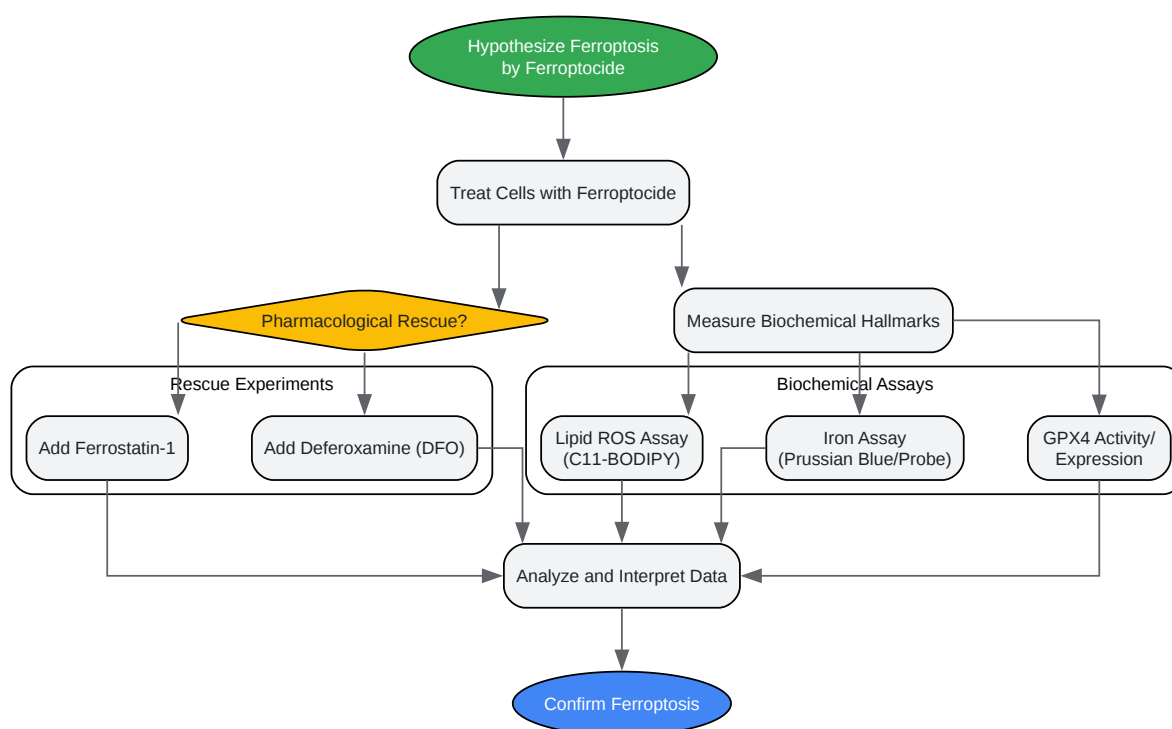 Hypothesize Ferroptosis
by Ferroptocide
Treat Cells with Ferroptocide
Pharmacological Rescue?
Measure Biochemical Hallmarks
Rescue Experiments
Biochemical Assays
Add Ferrostatin-1
Add Deferoxamine (DFO)
Lipid ROS Assay
(C11-BODIPY)
Iron Assay
(Prussian Blue/Probe)
GPX4 Activity/
Expression
Analyze and Interpret Data
Confirm Ferroptosis